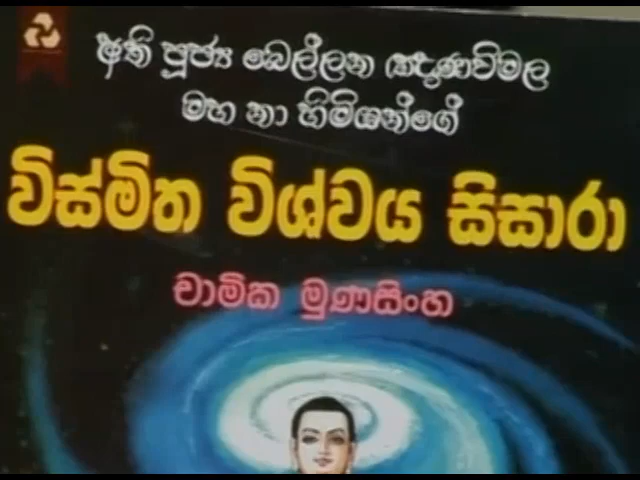 අති පූජ්‍ය බෙල්ලන ඤාණවිමල
මහ නා හිමියන්ගේ
විස්මිත විශ්වය සිසාරා
චාමික මුණසිංහ